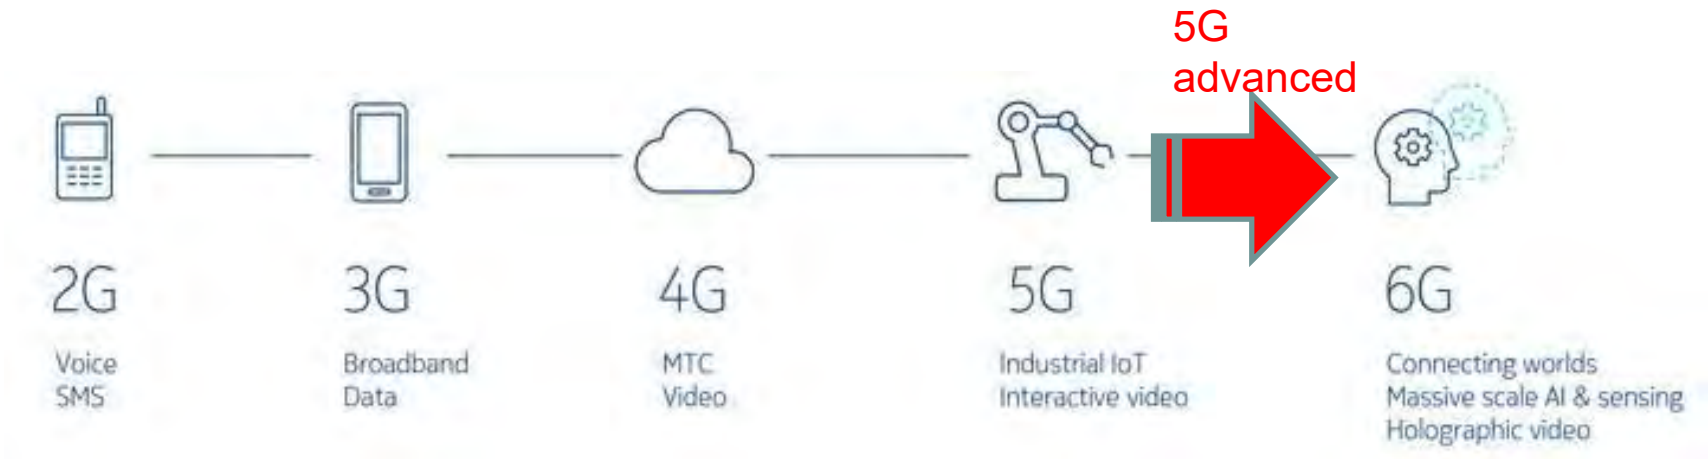 5G
advanced
2G
Voice
SMS
3G
Broadband
Data
4G
MTC
Video
5G
Industrial IoT
Interactive video
6G
Connecting worlds
Massive scale AI & sensing
Holographic video